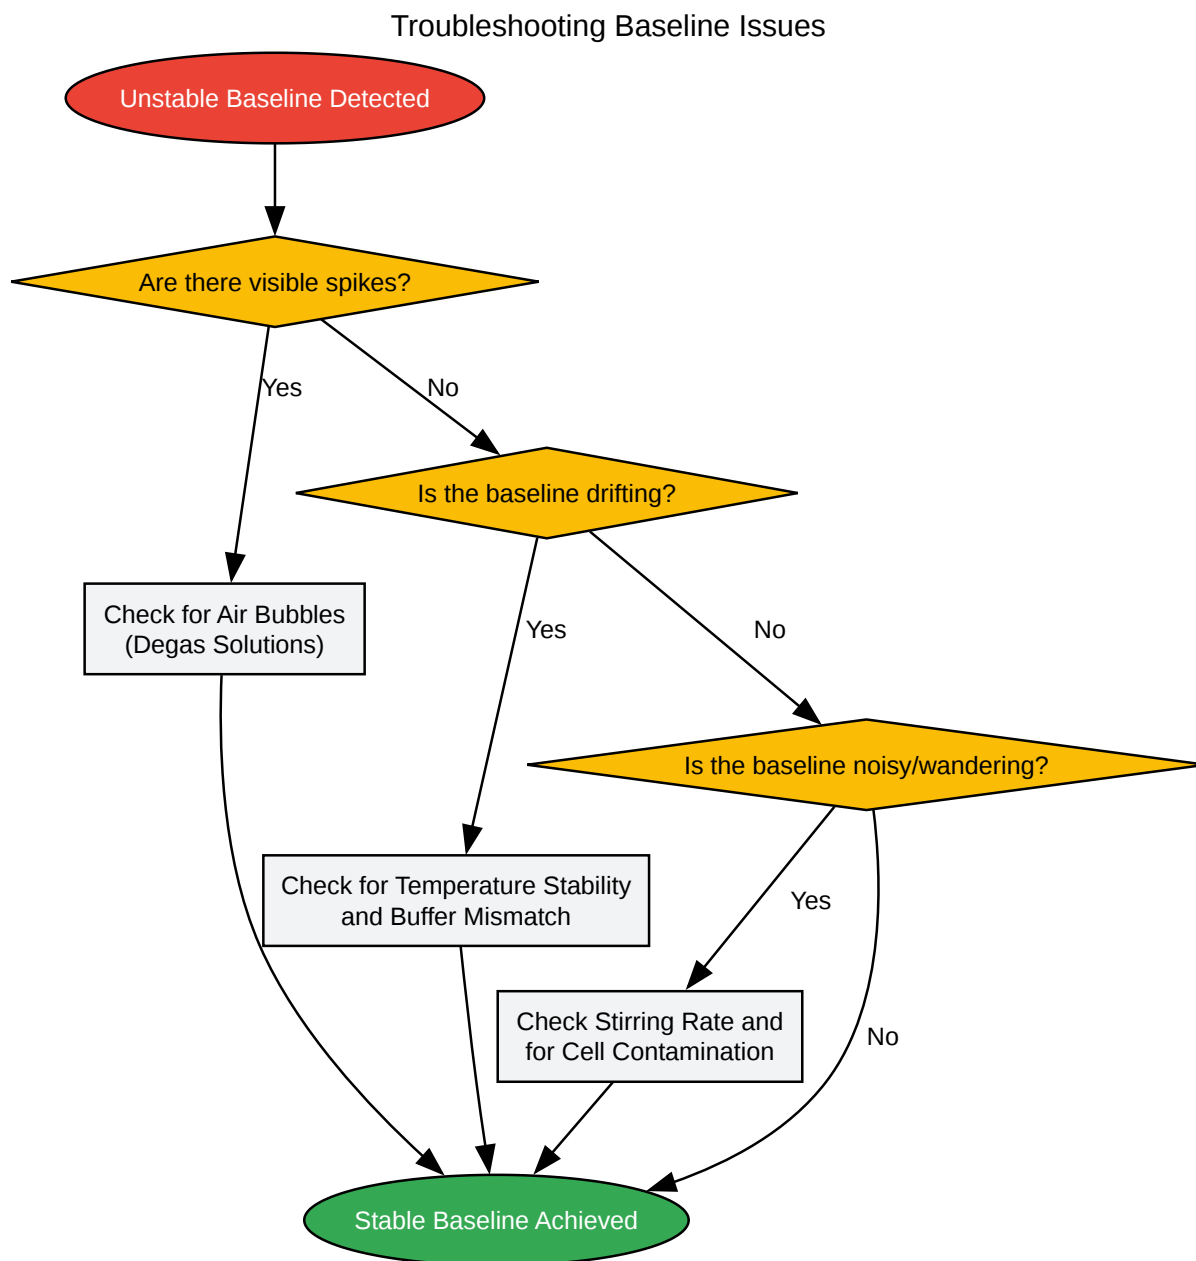 Troubleshooting Baseline Issues
Unstable Baseline Detected
Are there visible spikes?
Yes
No
Is the baseline drifting?
Check for Air Bubbles
(Degas Solutions)
Yes
No
Is the baseline noisy/wandering?
Check for Temperature Stability
and Buffer Mismatch
Yes
Check Stirring Rate and
for Cell Contamination
No
Stable Baseline Achieved